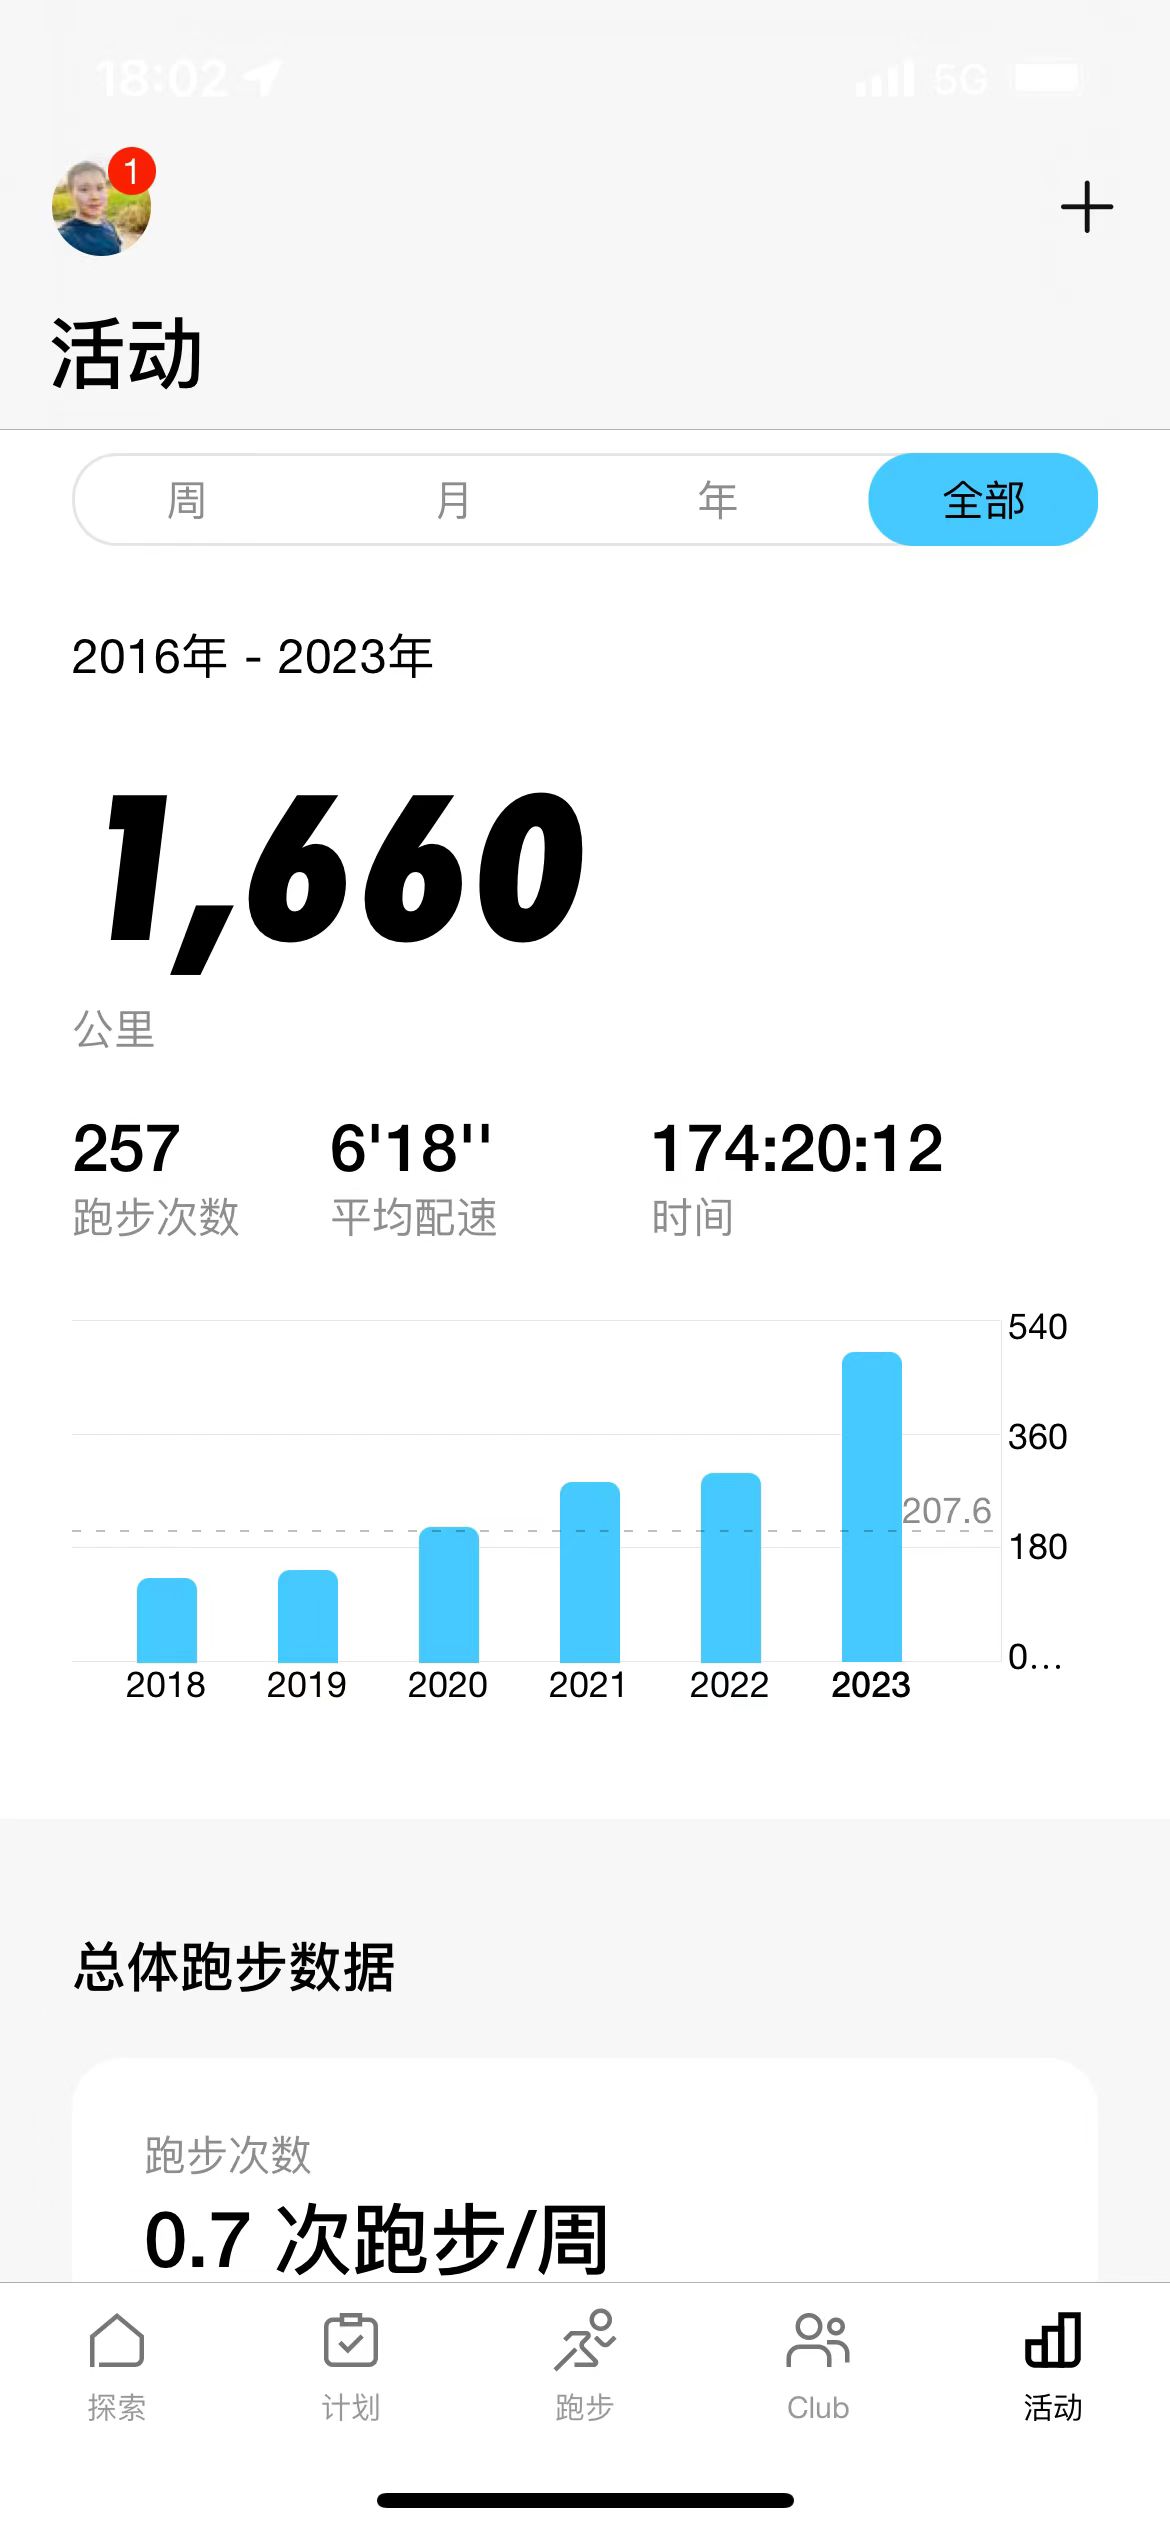 18:02
5G
1
活动
周 月 年 全部
2016年 - 2023年
1,660
公里
257 6'18'' 174:20:12
跑步次数 平均配速 时间
540
360
207.6
180
0...
2018 2019 2020 2021 2022 2023
总体跑步数据
跑步次数
0.7 次跑步/周
探索 计划 跑步 Club 活动